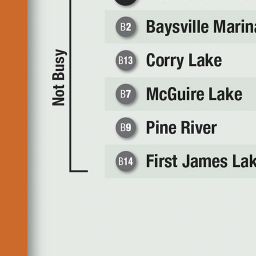 B2 Baysville Marina
B13 Corry Lake
Not Busy
B7 McGuire Lake
B9 Pine River
B14 First James Lak